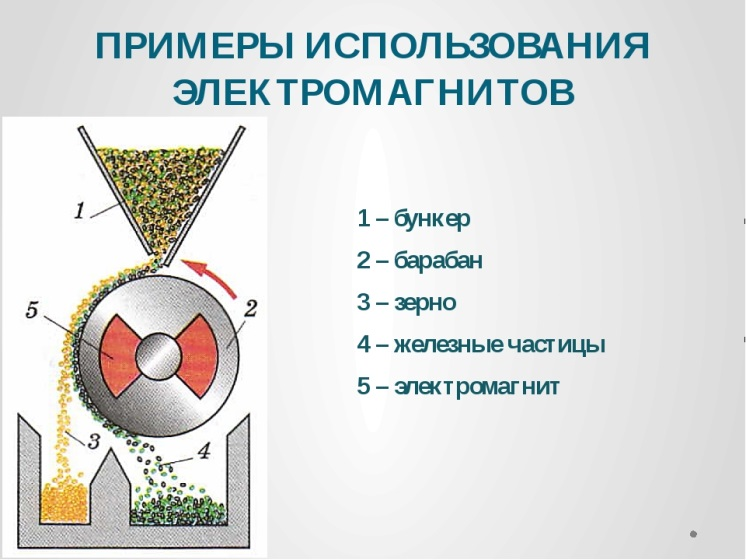 ПРИМЕРЫ ИСПОЛЬЗОВАНИЯ
ЭЛЕКТРОМАГНИТОВ
1
5
2
3
4
1 – бункер
2 – барабан
3 – зерно
4 – железные частицы
5 – электромагнит